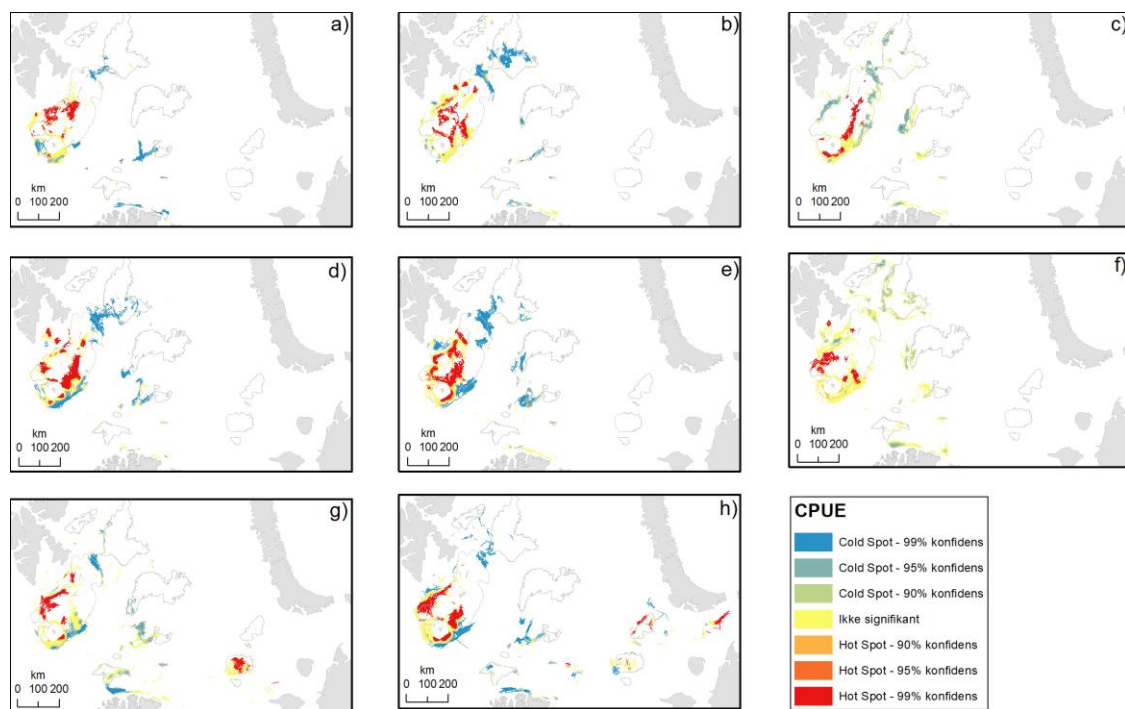 a)
km
0 100 200
b)
km
0 100 200
c)
km
0 100 200
d)
km
0 100 200
e)
km
0 100 200
f)
km
0 100 200
g)
km
0 100 200
h)
km
0 100 200
CPUE
Cold Spot - 99% konfidens
Cold Spot - 95% konfidens
Cold Spot - 90% konfidens
Ikke signifikant
Hot Spot - 90% konfidens
Hot Spot - 95% konfidens
Hot Spot - 99% konfidens